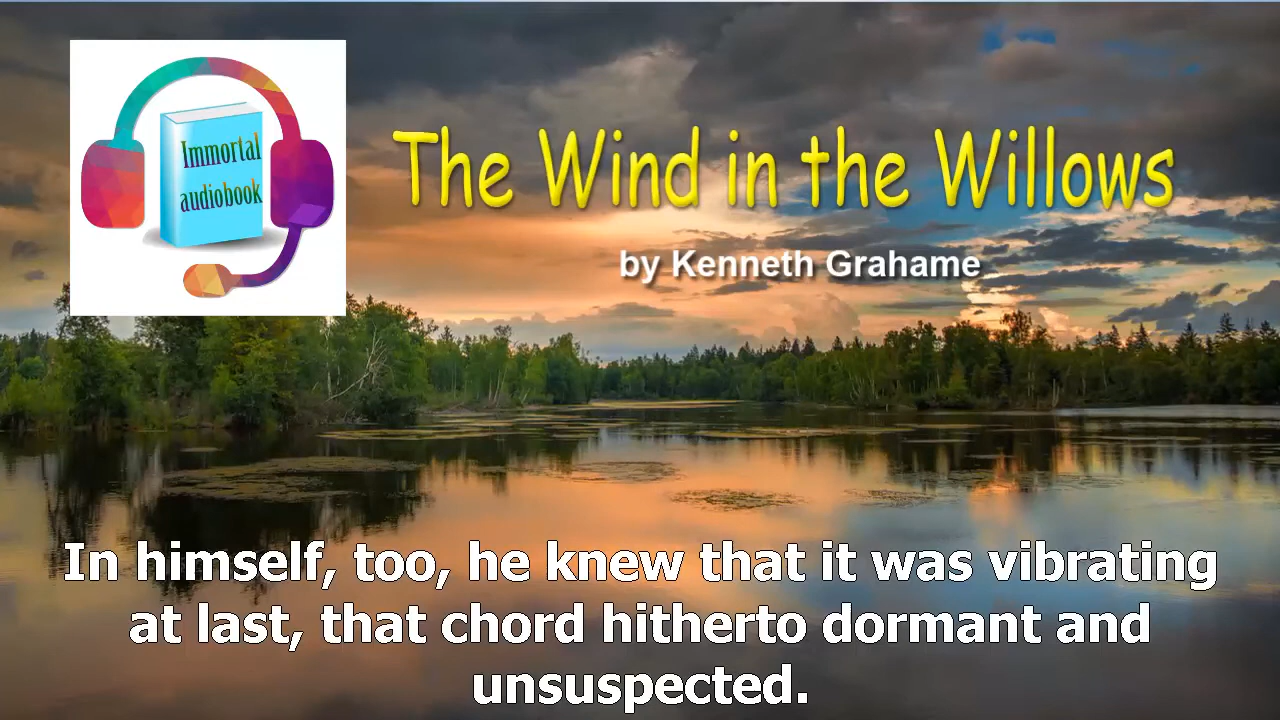 Immortal
audiobook
The Wind in the Willows
by Kenneth Grahame
In himself, too, he knew that it was vibrating
at last, that chord hitherto dormant and
unsuspected.